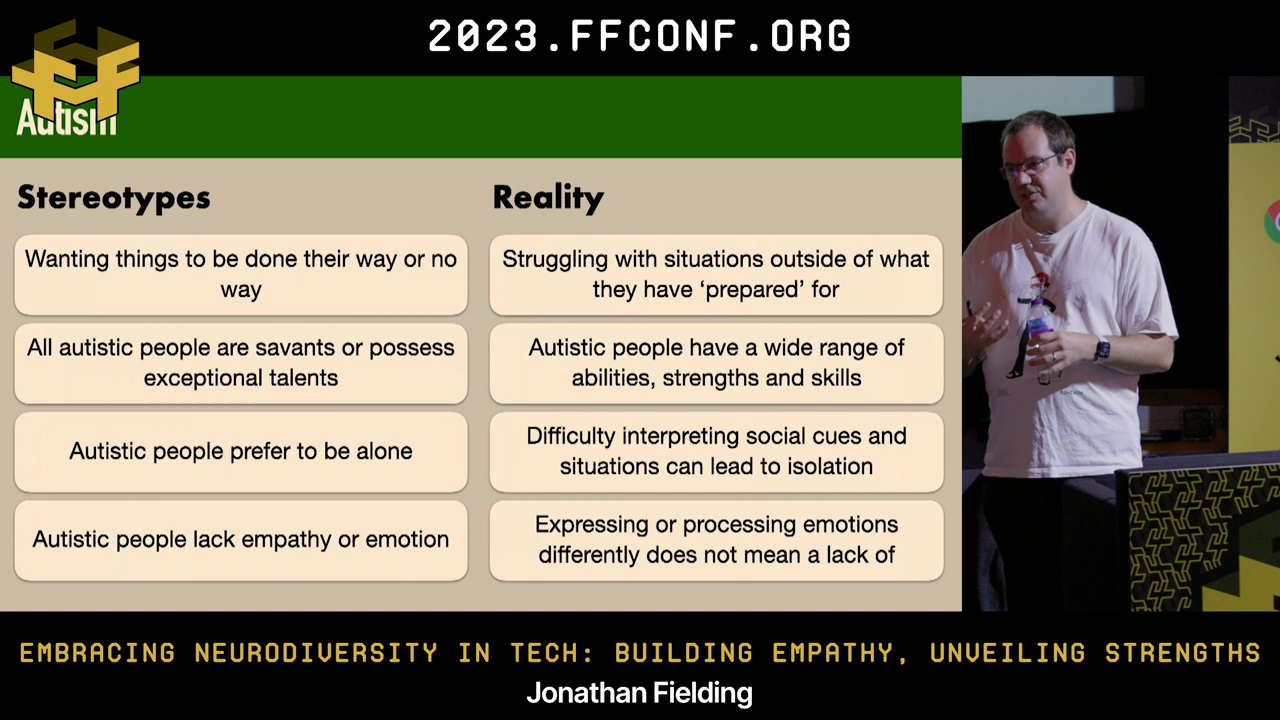 2023.FFCONF.ORG
Autism
Stereotypes
Reality
Wanting things to be done their way or no
way
Struggling with situations outside of what
they have ‘prepared’ for
All autistic people are savants or possess
exceptional talents
Autistic people have a wide range of
abilities, strengths and skills
Autistic people prefer to be alone
Difficulty interpreting social cues and
situations can lead to isolation
Autistic people lack empathy or emotion
Expressing or processing emotions
differently does not mean a lack of
EMBRACING NEURODIVERSITY IN TECH: BUILDING EMPATHY, UNVEILING STRENGTHS
Jonathan Fielding